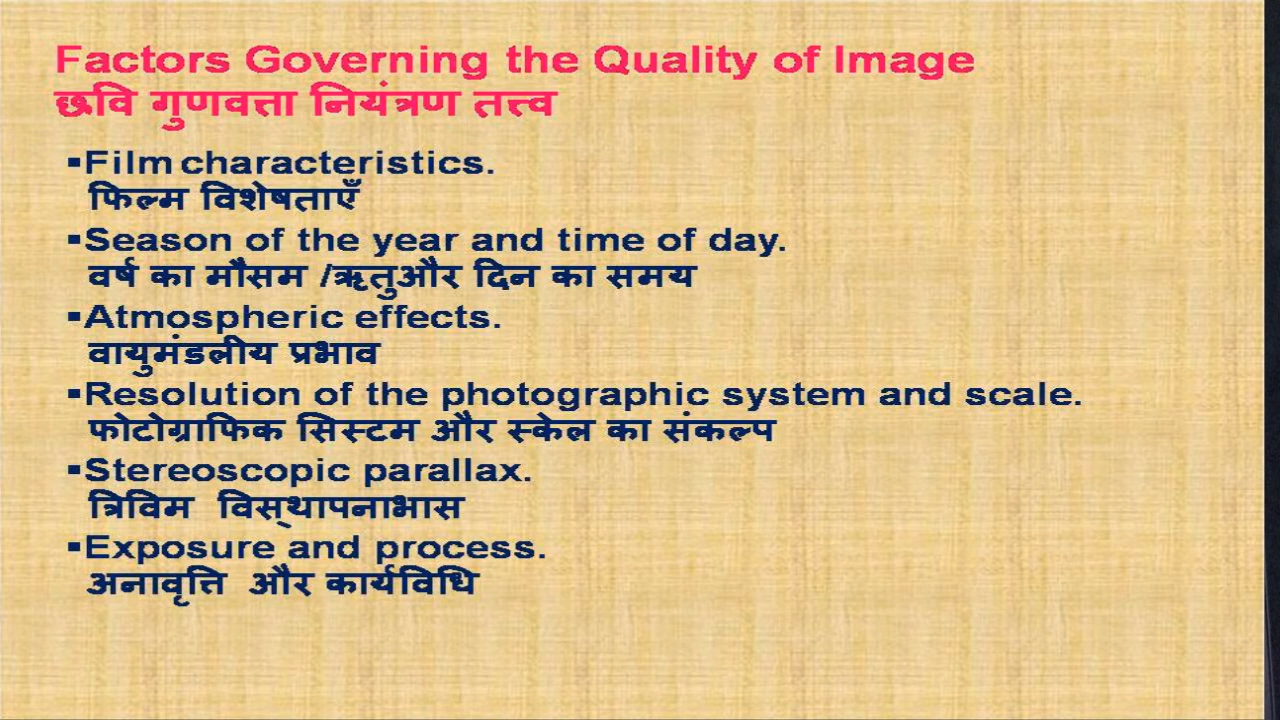 Factors Governing the Quality of Image
छवि गुणवत्ता नियंत्रण तत्त्व
▪Film characteristics.
फिल्म विशेषताएँ
▪Season of the year and time of day.
वर्ष का मौसम /ऋतुऔर दिन का समय
▪Atmospheric effects.
वायुमंडलीय प्रभाव
▪Resolution of the photographic system and scale.
फोटोग्राफिक सिस्टम और स्केल का संकल्प
▪Stereoscopic parallax.
त्रिविम विस्‌थापनाभास
▪Exposure and process.
अनावृत्ति और कार्यविधि